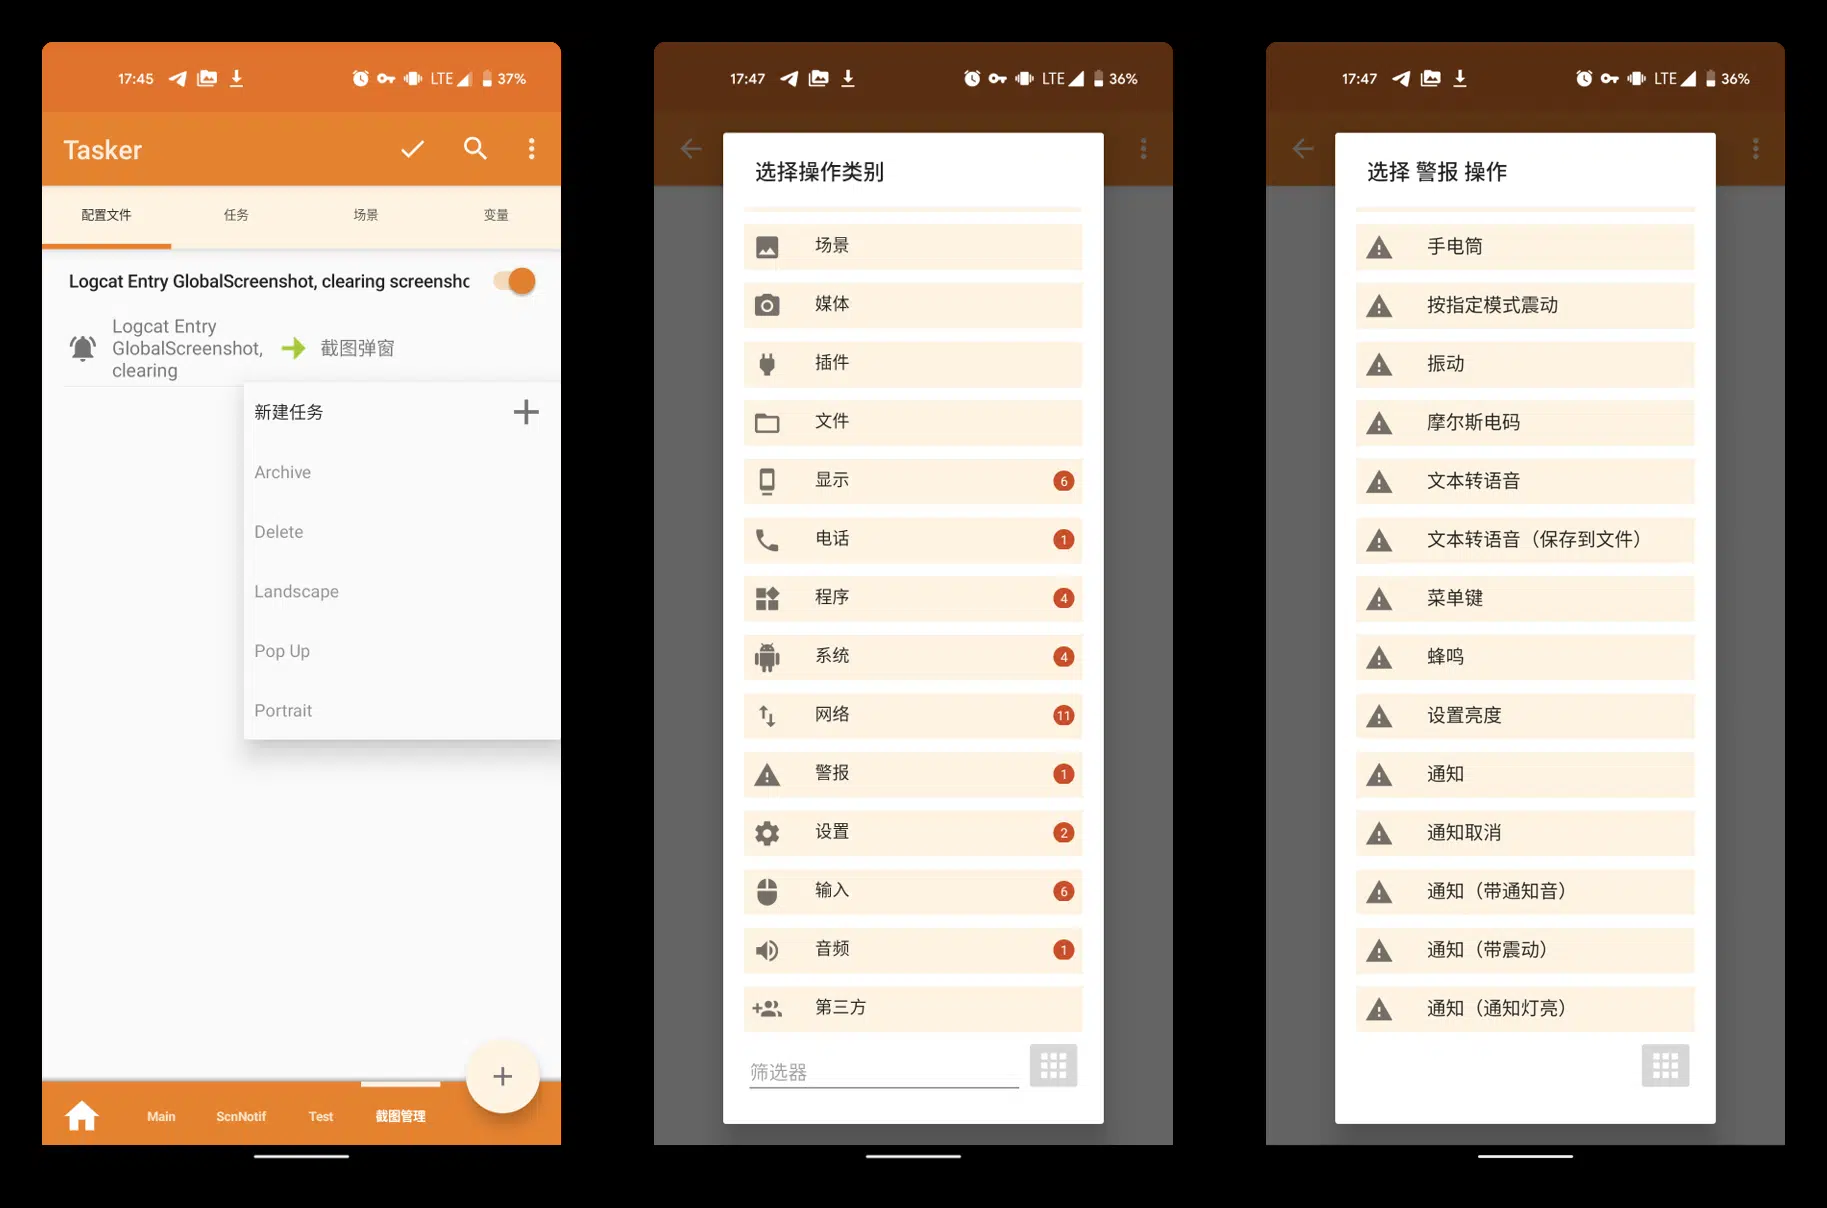 17:45
LTE
37%
Tasker
配置文件
任务
场景
变量
Logcat Entry GlobalScreenshot, clearing screensho
Logcat Entry
GlobalScreenshot,
clearing
截图弹窗
新建任务
Archive
Delete
Landscape
Pop Up
Portrait
Main
ScnNotif
Test
截图管理
17:47
LTE
36%
选择操作类别
场景
媒体
插件
文件
显示
6
电话
1
程序
4
系统
4
网络
11
警报
1
设置
2
输入
6
音频
1
第三方
筛选器
17:47
LTE
36%
选择 警报 操作
手电筒
按指定模式震动
振动
摩尔斯电码
文本转语音
文本转语音（保存到文件）
菜单键
蜂鸣
设置亮度
通知
通知取消
通知（带通知音）
通知（带震动）
通知（通知灯亮）